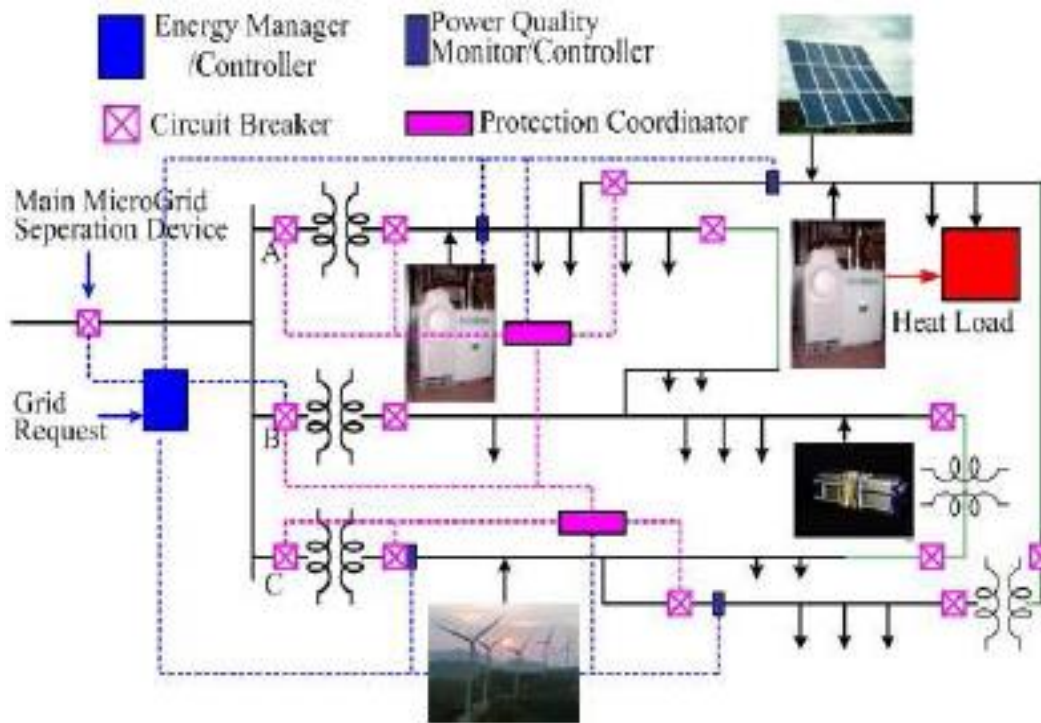 Energy Manager
/Controller
Power Quality
Monitor/Controller
Circuit Breaker
Protection Coordinator
Main MicroGrid
Seperation Device
A
Heat Load
Grid
Request
B
C